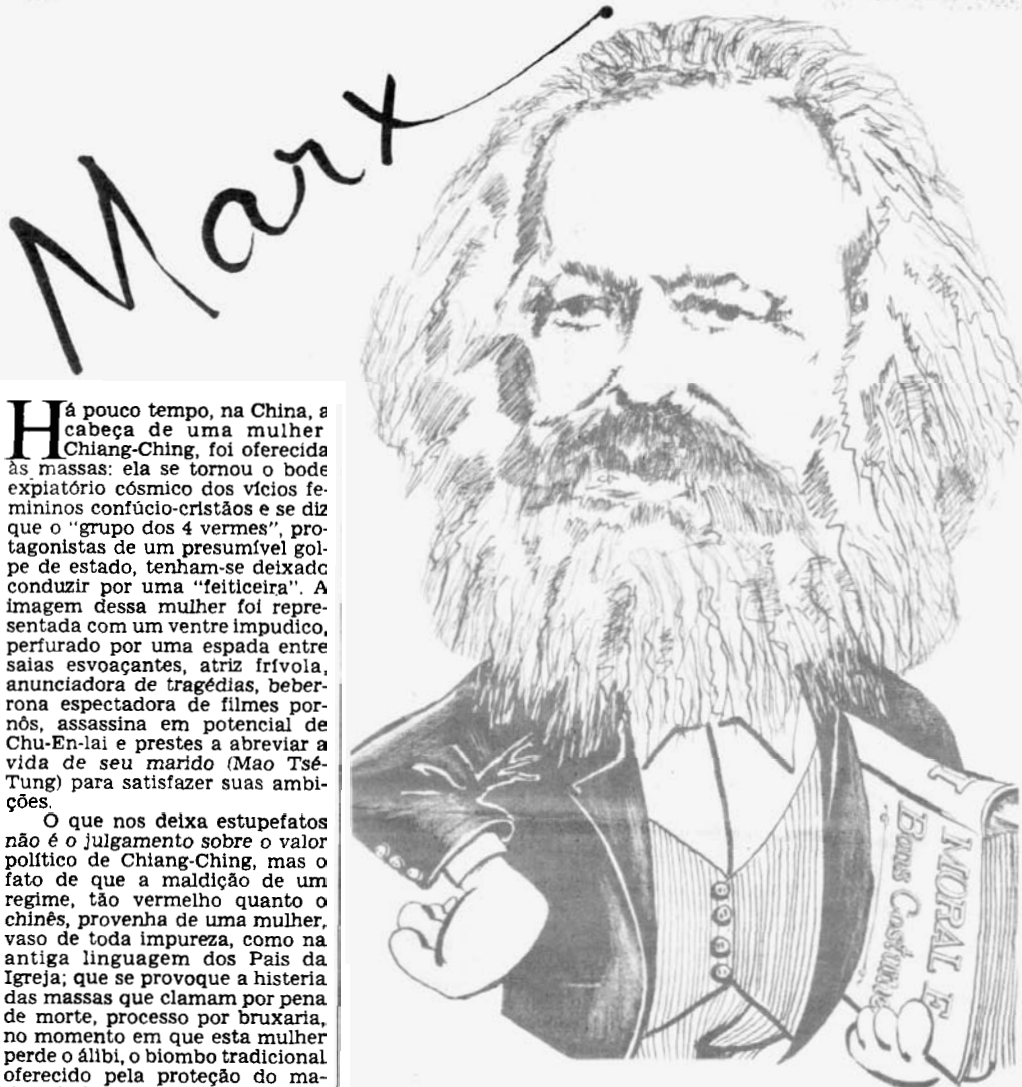 Marx
Há pouco tempo, na China, a
cabeça de uma mulher
Chiang-Ching, foi oferecida
às massas: ela se tornou o bode
expiatório cósmico dos vícios fe-
mininos confúcio-cristãos e se diz
que o "grupo dos 4 vermes", pro-
tagonistas de um presumível gol-
pe de estado, tenham-se deixado
conduzir por uma "feiticeira". A
imagem dessa mulher foi repre-
sentada com um ventre impudico,
perfurado por uma espada entre
saias esvoaçantes, atriz frívola,
anunciadora de tragédias, beber-
rona espectadora de filmes por-
nôs, assassina em potencial de
Chu-En-lai e prestes a abreviar a
vida de seu marido (Mao Tsé-
Tung) para satisfazer suas ambi-
ções.
O que nos deixa estupefatos
não é o julgamento sobre o valor
político de Chiang-Ching, mas o
fato de que a maldição de um
regime, tão vermelho quanto o
chinês, provenha de uma mulher,
vaso de toda impureza, como na
antiga linguagem dos Pais da
Igreja; que se provoque a histeria
das massas que clamam por pena
de morte, processo por bruxaria,
no momento em que esta mulher
perde o álibi, o biombo tradicional
oferecido pela proteção do ma-
I
MORAL E
Bons Costumes